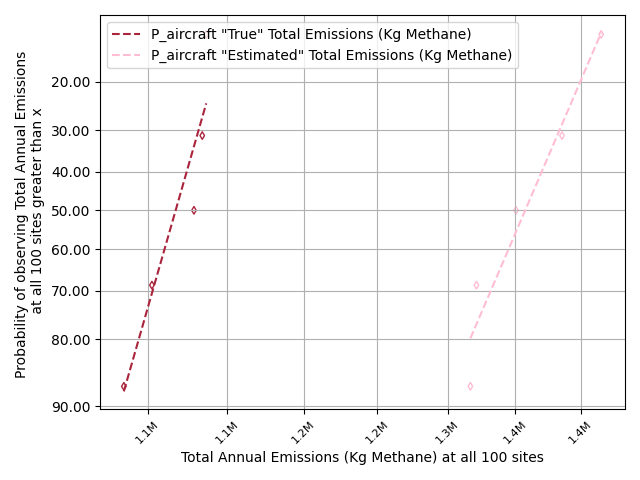 P_aircraft "True" Total Emissions (Kg Methane)
P_aircraft "Estimated" Total Emissions (Kg Methane)
Probability of observing Total Annual Emissions
at all 100 sites greater than x
20.00
30.00
40.00
50.00
60.00
70.00
80.00
90.00
1.1M
1.1M
1.2M
1.2M
1.3M
1.4M
1.4M
Total Annual Emissions (Kg Methane) at all 100 sites